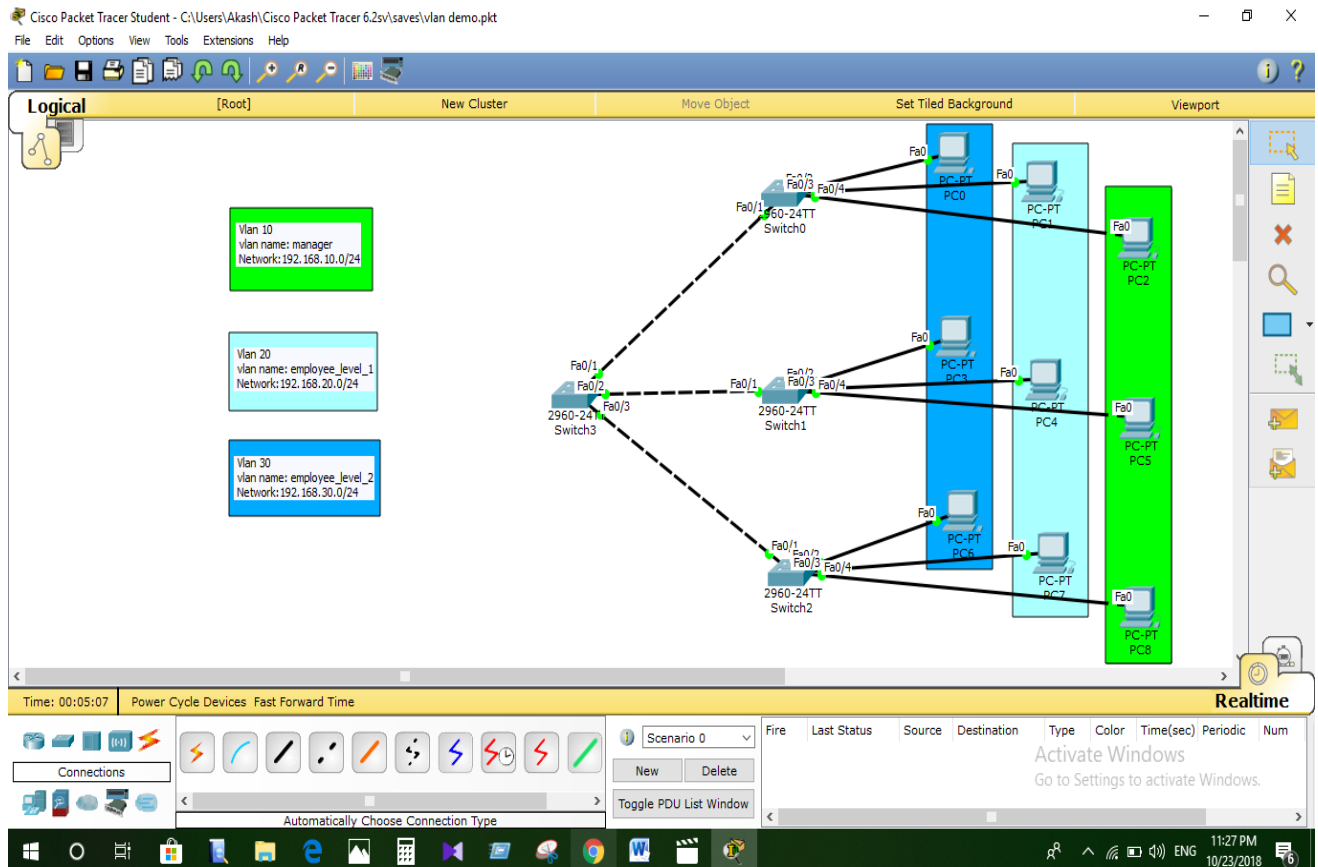 Cisco Packet Tracer Student - C:\Users\Akash\Cisco Packet Tracer 6.2sv\saves\vlan demo.pkt
File Edit Options View Tools Extensions Help
Logical [Root] New Cluster Move Object Set Tiled Background Viewport
Vlan 10
vlan name: manager
Network:192.168.10.0/24
Vlan 20
vlan name: employee_level_1
Network:192.168.20.0/24
Vlan 30
vlan name: employee_level_2
Network:192.168.30.0/24
Fa0/1
Fa0/2
Fa0/3
Switch3
Fa0/1
Fa0/3
Fa0/4
Switch0
Fa0/1
Fa0/3
Fa0/4
2960-24TT
Switch1
Fa0/1
Fa0/3
Fa0/4
2960-24TT
Switch2
Fa0
PC-PT
PC0
Fa0
PC-PT
PC1
Fa0
PC-PT
PC2
Fa0
PC-PT
PC3
Fa0
PC-PT
PC4
Fa0
PC-PT
PC5
Fa0
PC-PT
PC6
Fa0
PC-PT
PC7
Fa0
PC-PT
PC8
Time: 00:05:07 Power Cycle Devices Fast Forward Time Realtime
Connections
Automatically Choose Connection Type
Scenario 0
New Delete
Toggle PDU List Window
Fire Last Status Source Destination Type Color Time(sec) Periodic Num
Activate Windows
Go to Settings to activate Windows.
ENG
11:27 PM
10/23/2018
6